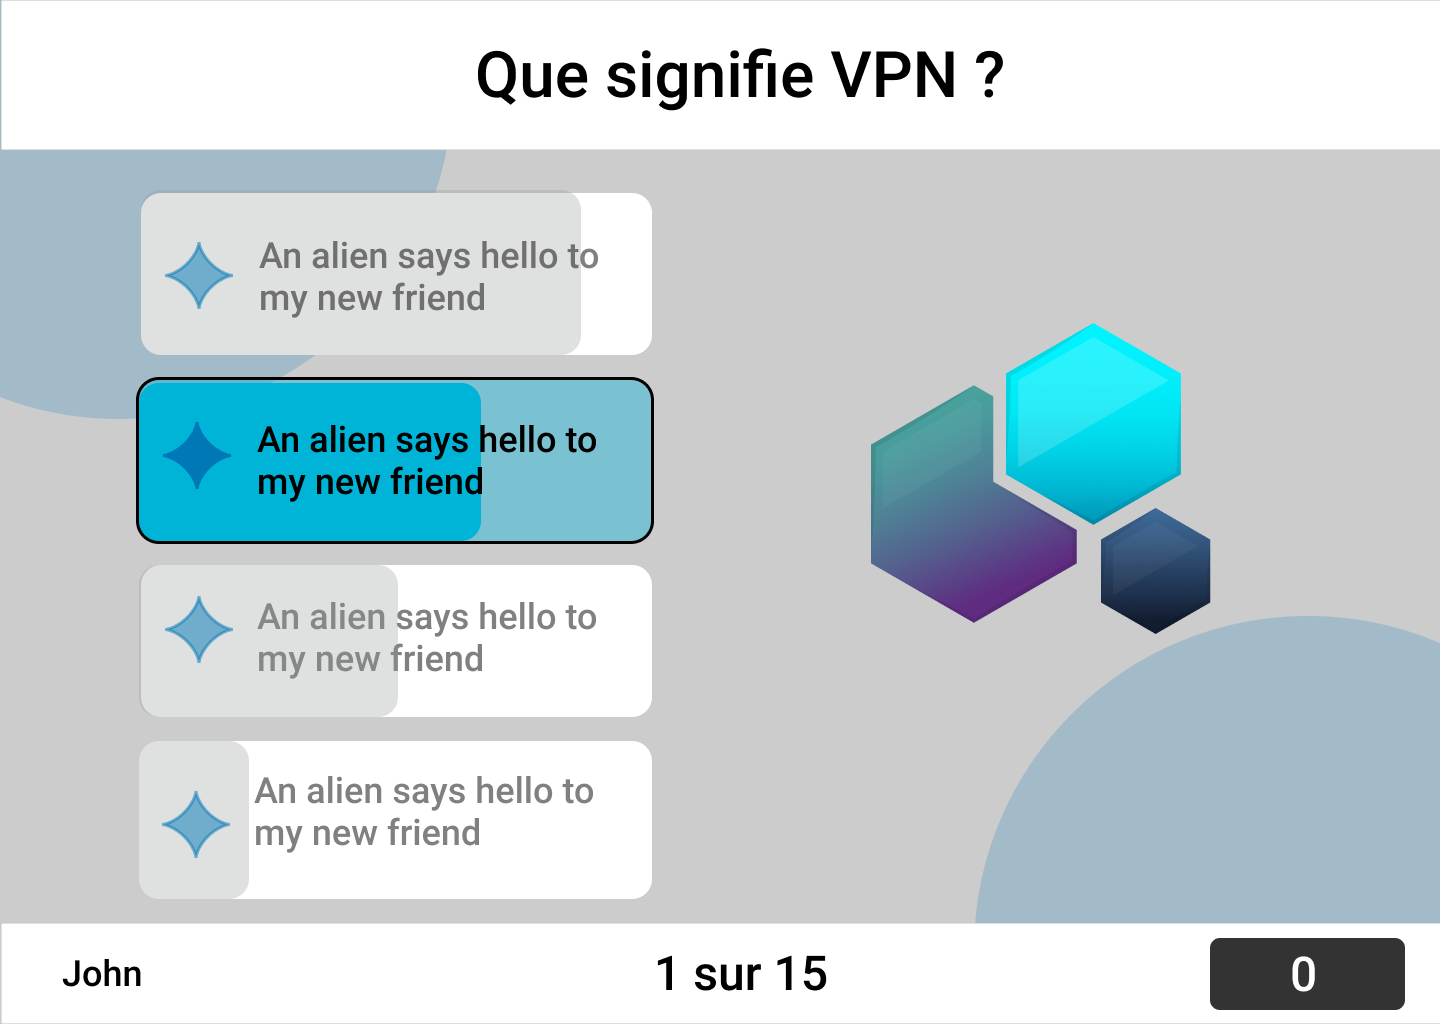 Que signifie VPN ?
An alien says hello to
my new friend
An alien says hello to
my new friend
An alien says hello to
my new friend
An alien says hello to
my new friend
John
1 sur 15
0